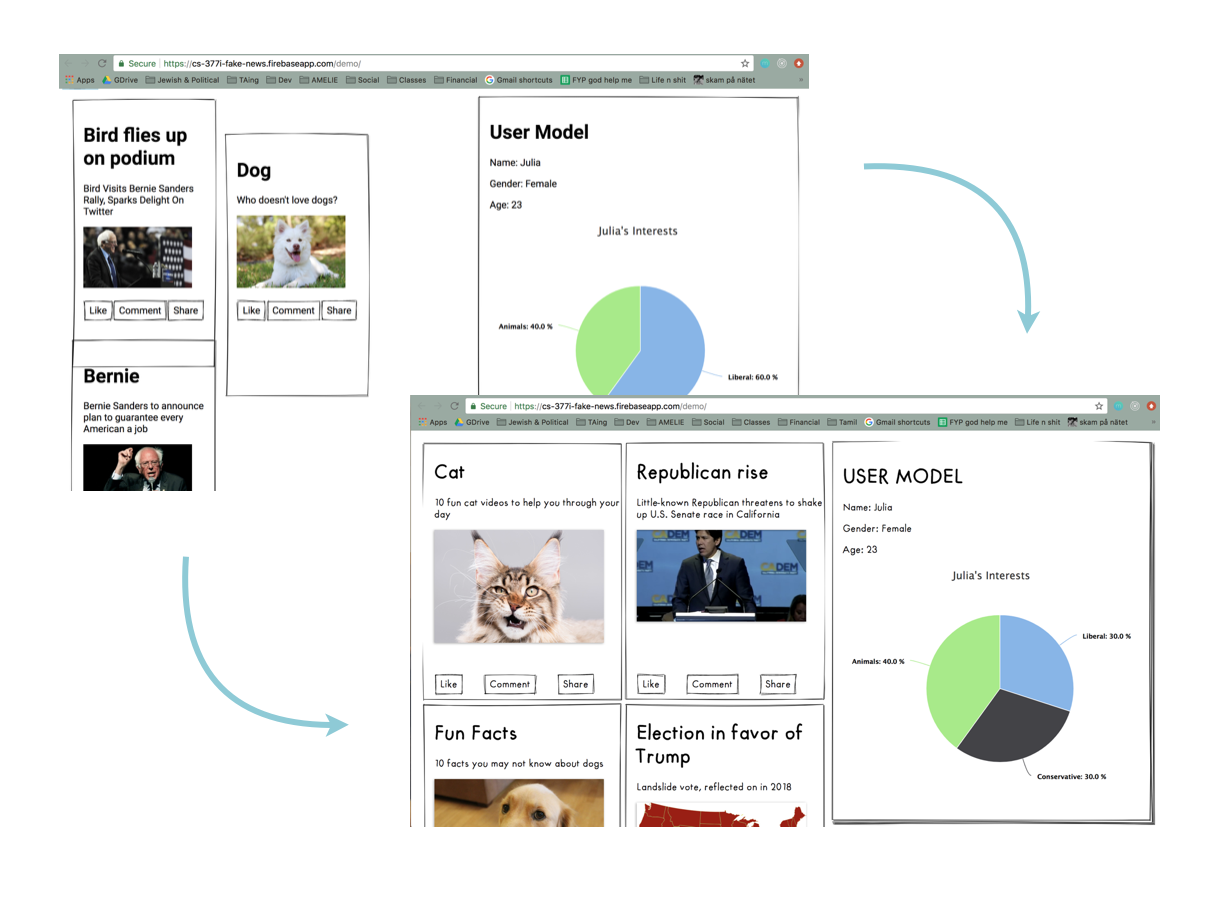 Secure https://cs-377i-fake-news.firebaseapp.com/demo/
Apps GDrive Jewish & Political TAing Dev AMELIE Social Classes Financial Gmail shortcuts FYP god help me Life n shit skam på nätet »
Bird flies up
on podium
Bird Visits Bernie Sanders
Rally, Sparks Delight On
Twitter
Like Comment Share
Bernie
Bernie Sanders to announce
plan to guarantee every
American a job
Dog
Who doesn't love dogs?
Like Comment Share
User Model
Name: Julia
Gender: Female
Age: 23
Julia's Interests
Animals: 40.0 %
Liberal: 60.0 %
Secure https://cs-377i-fake-news.firebaseapp.com/demo/
Apps GDrive Jewish & Political TAing Dev AMELIE Social Classes Financial Tamil Gmail shortcuts FYP god help me Life n shit skam på nätet »
Cat
10 fun cat videos to help you through your
day
Like Comment Share
Republican rise
Little-known Republican threatens to shake
up U.S. Senate race in California
Like Comment Share
Fun Facts
10 facts you may not know about dogs
Election in favor of
Trump
Landslide vote, reflected on in 2018
USER MODEL
Name: Julia
Gender: Female
Age: 23
Julia's Interests
Liberal: 30.0 %
Animals: 40.0 %
Conservative: 30.0 %